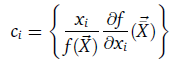 $c_i = \left\{ \frac{x_i}{f(\vec{X})} \frac{\partial f}{\partial x_i} (\vec{X}) \right\}$